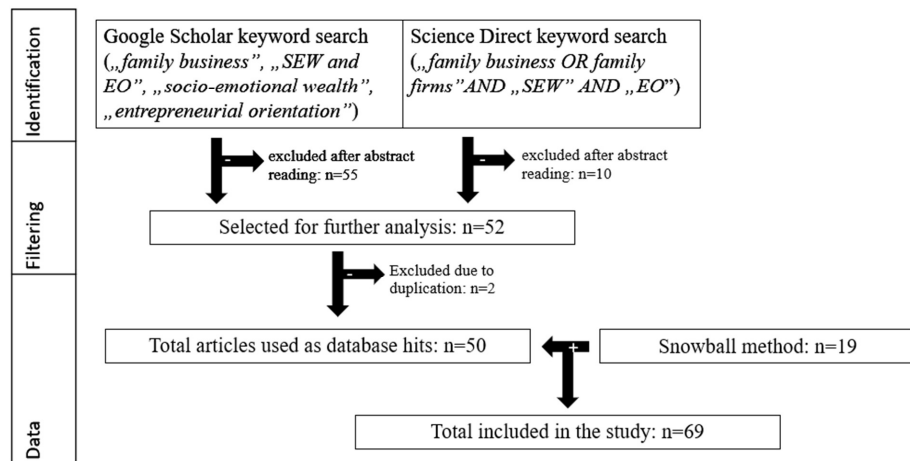 Identification
Google Scholar keyword search
(„family business”, „SEW and
EO”, „socio-emotional wealth”,
„entrepreneurial orientation”)
Science Direct keyword search
(„family business OR family
firms”AND „SEW” AND „EO”)
Filtering
-
excluded after abstract
reading: n=55
-
excluded after abstract
reading: n=10
Selected for further analysis: n=52
-
Excluded due to
duplication: n=2
Data
Total articles used as database hits: n=50
+
Snowball method: n=19
Total included in the study: n=69